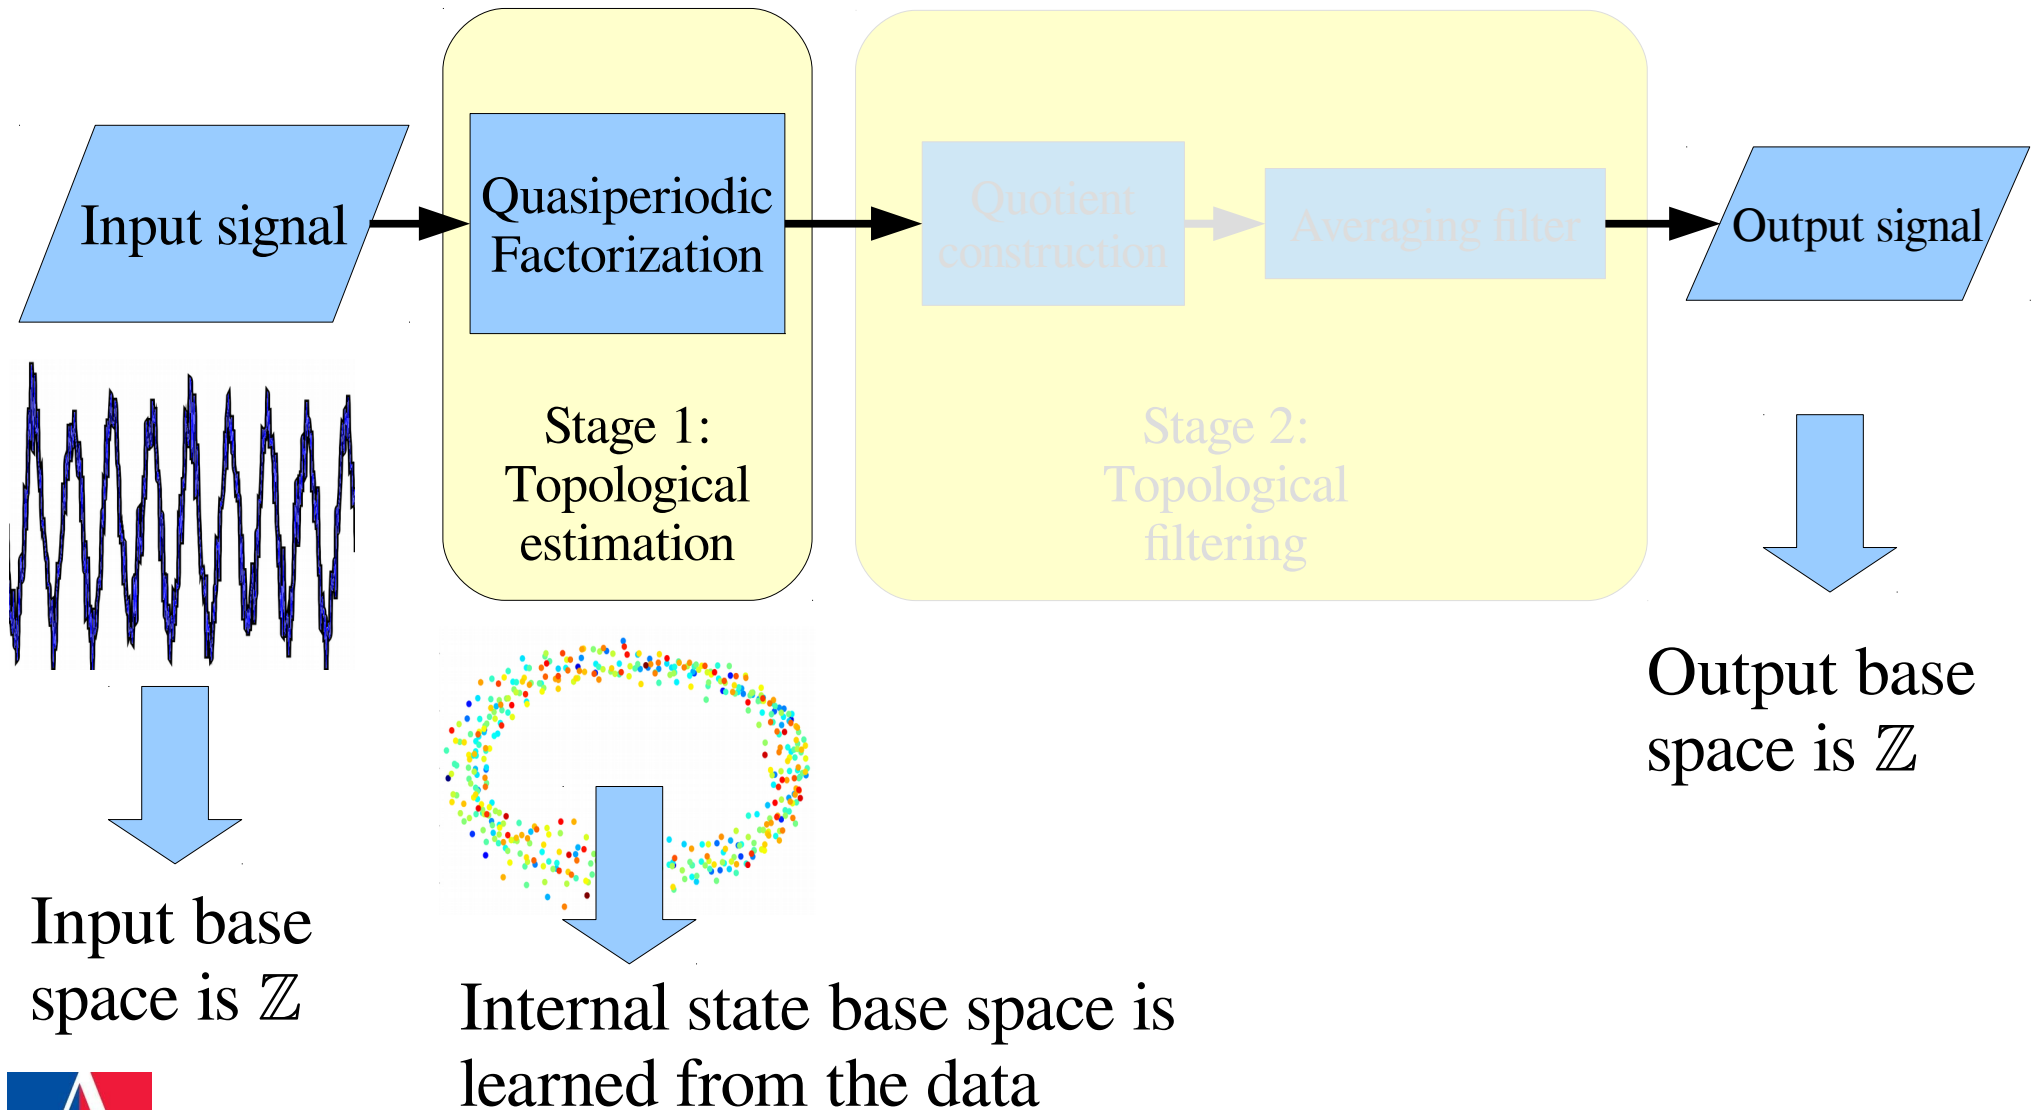 Input signal
Quasiperiodic
Factorization
Stage 1:
Topological
estimation
Quotient
construction
Averaging filter
Stage 2:
Topological
filtering
Output signal
Input base
space is ℤ
Internal state base space is
learned from the data
Output base
space is ℤ